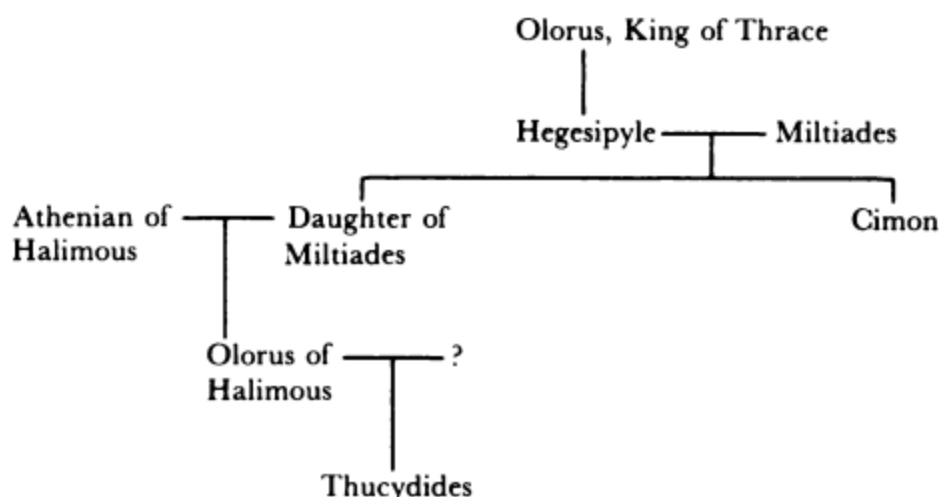 Olorus, King of Thrace
Hegesipyle
Miltiades
Athenian of
Halimous
Daughter of
Miltiades
Cimon
Olorus of
Halimous
?
Thucydides